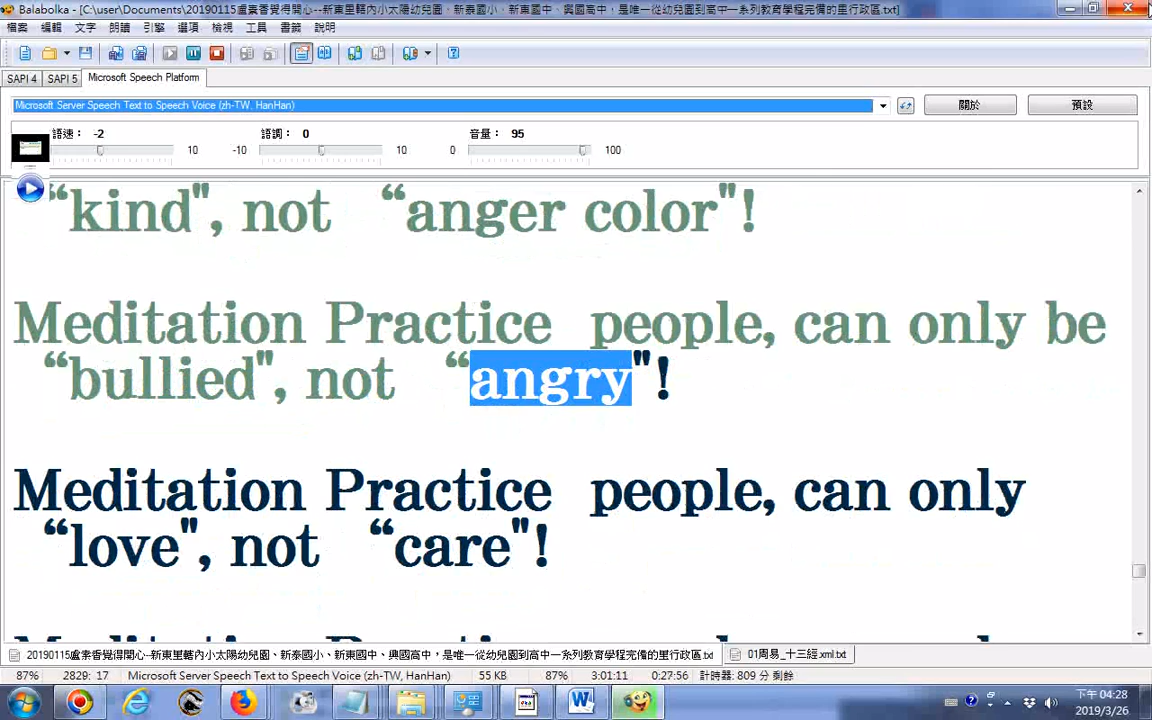 Balabolka - [C:\user\Documents\20190115盧素香覺得開心--新東里轄內小太陽幼兒園、新泰國小、新東國中、興國高中，是唯一從幼兒園到高中一系列教育學程完備的里行政區.txt]
檔案 編輯 文字 朗讀 引擎 選項 檢視 工具 書籤 說明
SAPI 4 SAPI 5 Microsoft Speech Platform
Microsoft Server Speech Text to Speech Voice (zh-TW, HanHan) 關於 預設
語速： -2 語調： 0 音量： 95
10 -10 10 0 100
“kind", not “anger color"!
Meditation Practice people, can only be
“bullied", not “angry"!
Meditation Practice people, can only
“love", not “care"!
20190115盧素香覺得開心--新東里轄內小太陽幼兒園、新泰國小、新東國中、興國高中，是唯一從幼兒園到高中一系列教育學程完備的里行政區.txt 01周易_十三經.xml.txt
87% 2829: 17 Microsoft Server Speech Text to Speech Voice (zh-TW, HanHan) 55 KB 87% 3:01:11 0:27:56 計時器: 809 分 剩餘
下午 04:28
2019/3/26